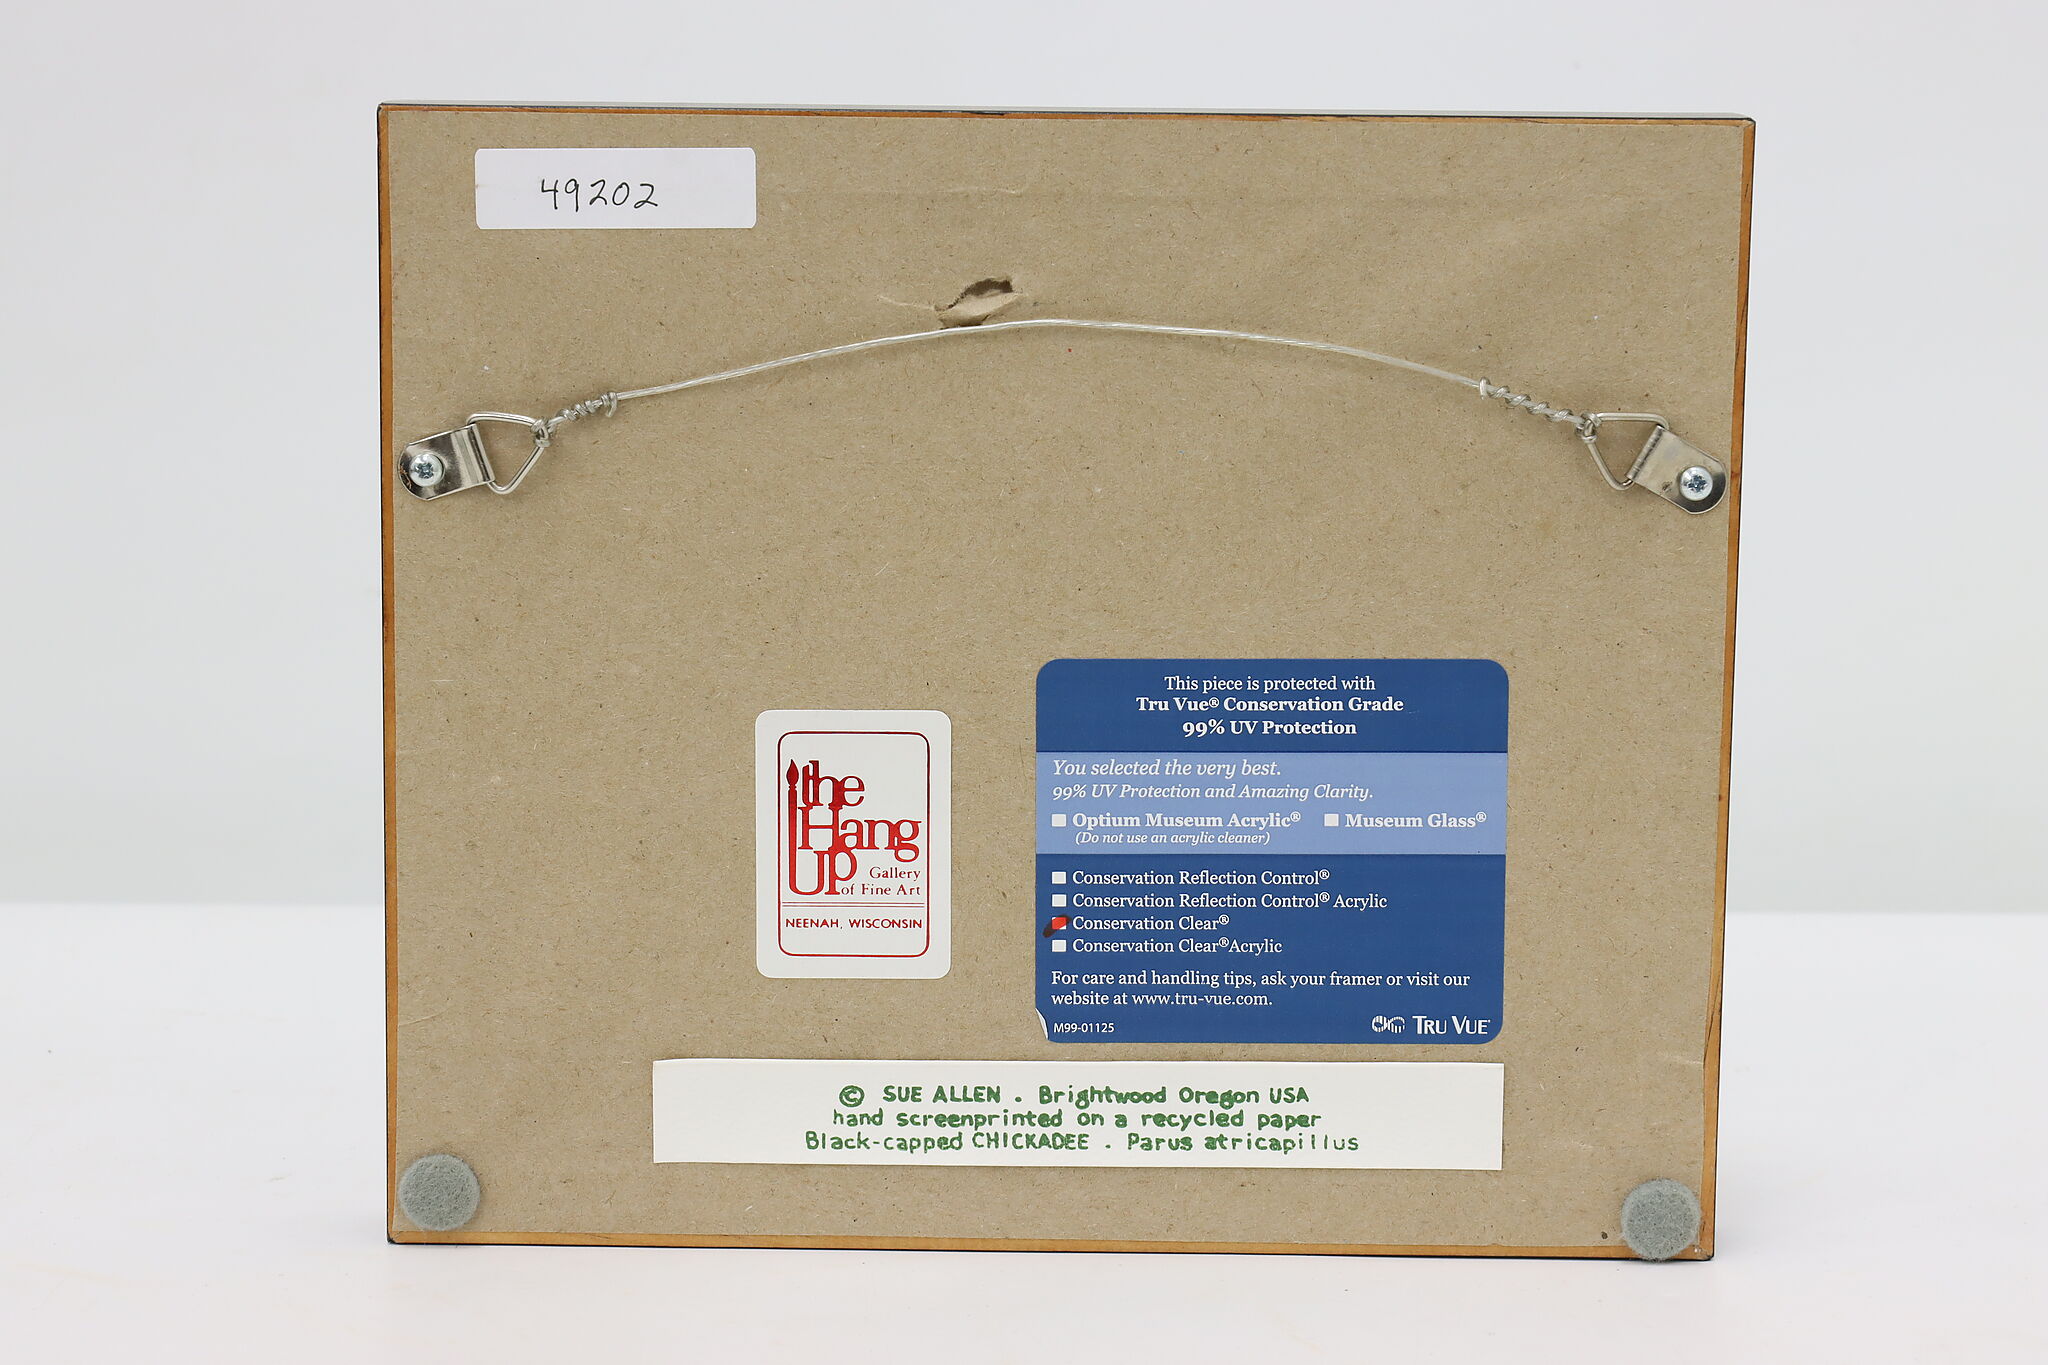 49202
the
Hang
Up
Gallery
of Fine Art
NEENAH, WISCONSIN
This piece is protected with
Tru Vue® Conservation Grade
99% UV Protection
You selected the very best.
99% UV Protection and Amazing Clarity.
Optium Museum Acrylic® Museum Glass®
(Do not use an acrylic cleaner)
Conservation Reflection Control®
Conservation Reflection Control® Acrylic
Conservation Clear®
Conservation Clear® Acrylic
For care and handling tips, ask your framer or visit our
website at www.tru-vue.com.
M99-01125 TRU VUE®
© SUE ALLEN . Brightwood Oregon USA
hand screenprinted on a recycled paper
Black-capped CHICKADEE . Parus atricapillus